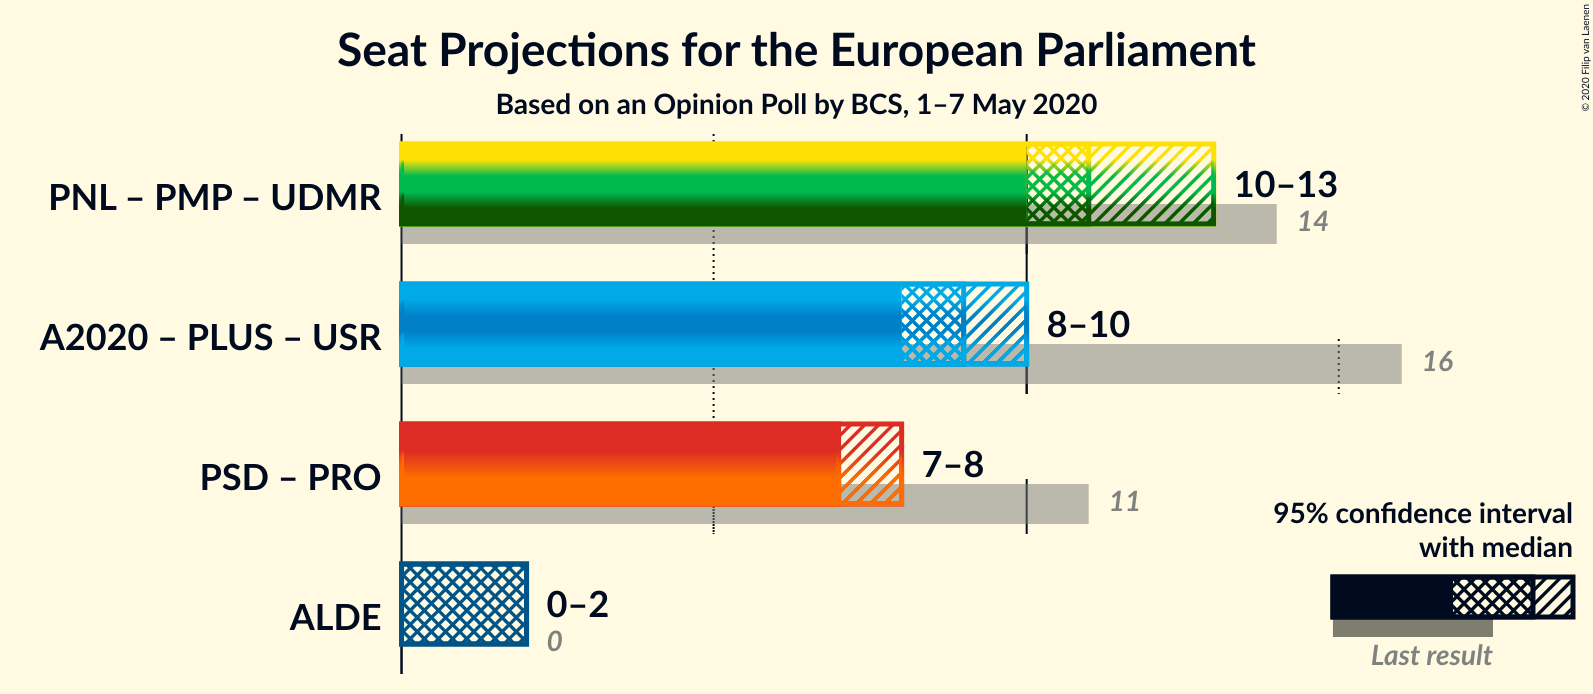 Seat Projections for the European Parliament
Based on an Opinion Poll by BCS, 1–7 May 2020
© 2020 Filip van Laenen
PNL – PMP – UDMR
10–13
14
A2020 – PLUS – USR
8–10
16
PSD – PRO
7–8
11
ALDE
0–2
0
95% confidence interval
with median
Last result